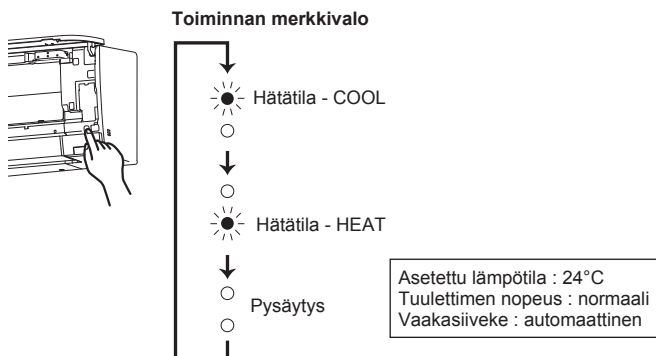 Toiminnan merkkivalo
Hätätila - COOL
Hätätila - HEAT
Pysäytys
Asetettu lämpötila : 24°C
Tuulettimen nopeus : normaali
Vaakasiiveke : automaattinen